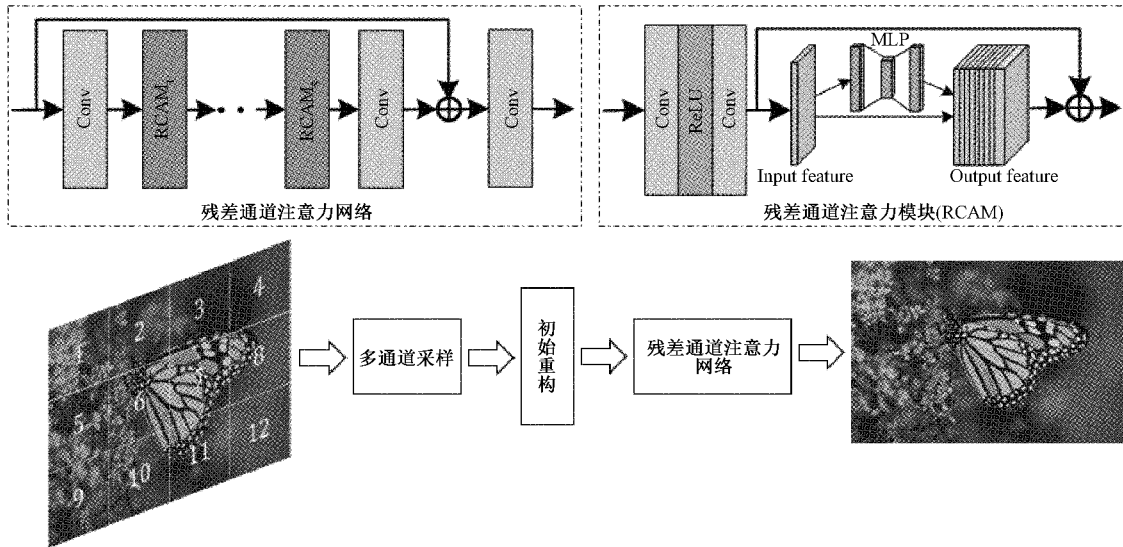 Conv
RCAM₁
RCAM
Conv
Conv
残差通道注意力网络
Conv
ReLU
Conv
MLP
Input feature
Output feature
残差通道注意力模块(RCAM)
1
2
3
4
5
6
8
9
10
11
12
多通道采样
初始重构
残差通道注意力
网络